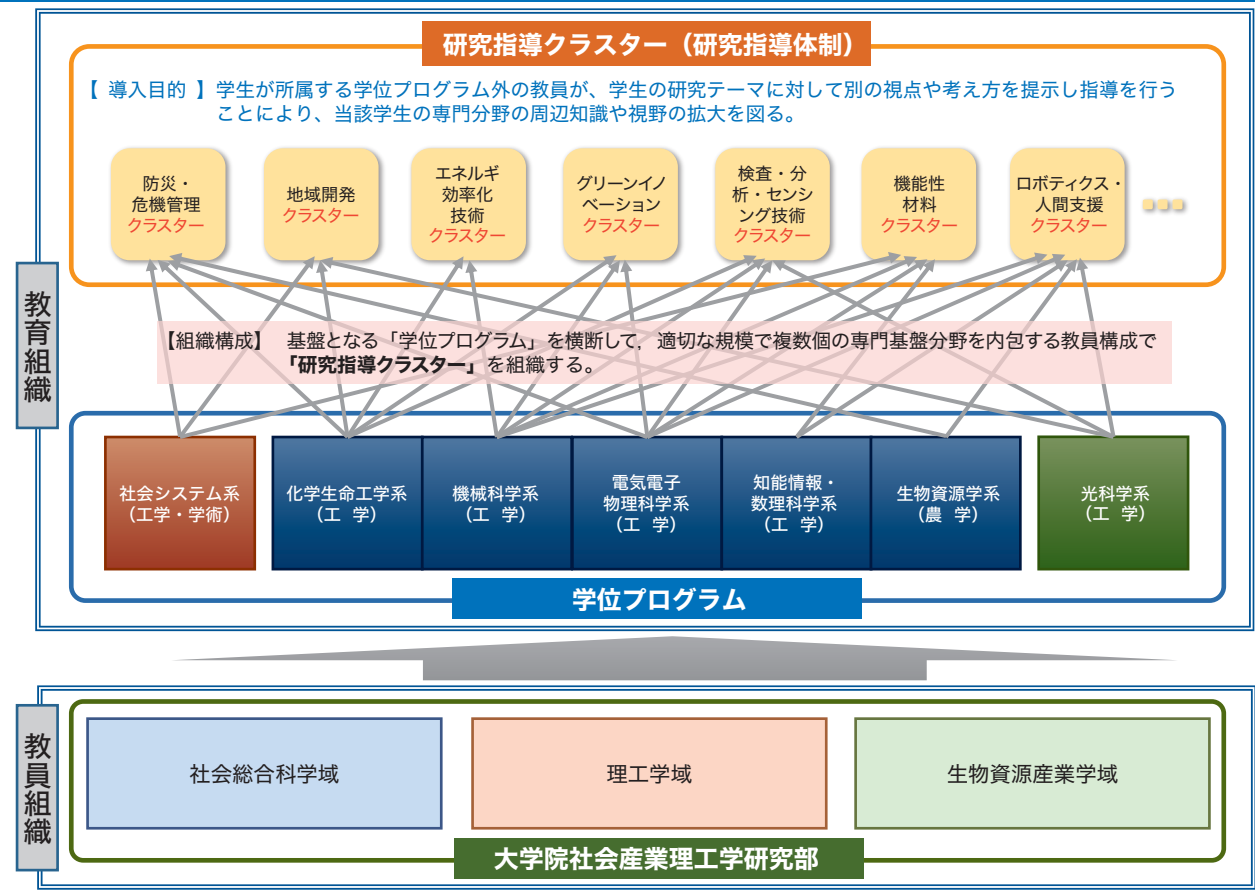 研究指導クラスター（研究指導体制）
【 導入目的 】学生が所属する学位プログラム外の教員が、学生の研究テーマに対して別の視点や考え方を提示し指導を行う
ことにより、当該学生の専門分野の周辺知識や視野の拡大を図る。
防災・
危機管理
クラスター
地域開発
クラスター
エネルギ
効率化
技術
クラスター
グリーンイノ
ベーション
クラスター
検査・分
析・センシ
ング技術
クラスター
機能性
材料
クラスター
ロボティクス・
人間支援
クラスター
教育組織
【組織構成】 基盤となる「学位プログラム」を横断して，適切な規模で複数個の専門基盤分野を内包する教員構成で
「研究指導クラスター」を組織する。
社会システム系
（工学・学術）
化学生命工学系
（工 学）
機械科学系
（工 学）
電気電子
物理科学系
（工 学）
知能情報・
数理科学系
（工 学）
生物資源学系
（農 学）
光科学系
（工 学）
学位プログラム
教員組織
社会総合科学域
理工学域
生物資源産業学域
大学院社会産業理工学研究部